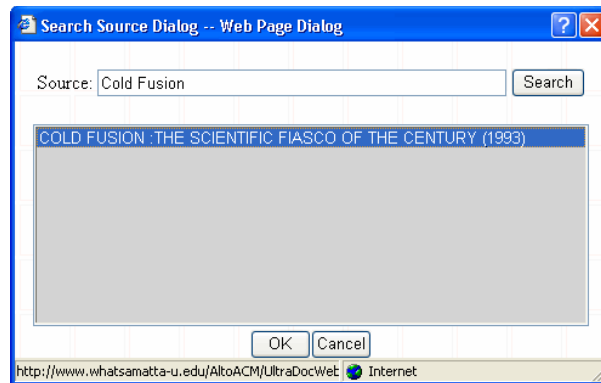 Search Source Dialog -- Web Page Dialog
Source: Cold Fusion Search
COLD FUSION :THE SCIENTIFIC FIASCO OF THE CENTURY (1993)
OK Cancel
http://www.whatsamatta-u.edu/AltoACM/UltraDocWeb Internet